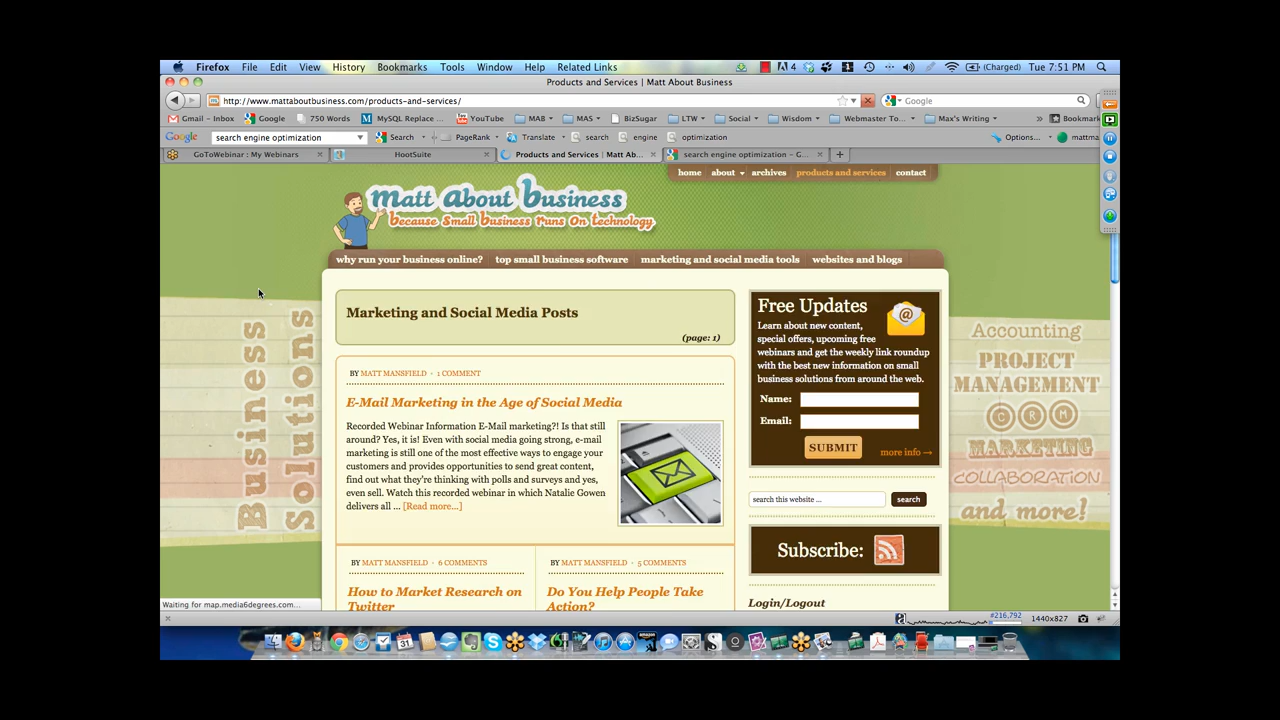 Firefox File Edit View History Bookmarks Tools Window Help Related Links 4 (Charged) Tue 7:51 PM
Products and Services | Matt About Business
http://www.mattaboutbusiness.com/products-and-services/ Google
Gmail - Inbox Google 750 Words MySQL Replace ... YouTube MAB MAS BizSugar LTW Social Wisdom Webmaster To... Max's Writing » Bookmark
Google search engine optimization Search PageRank Translate search engine optimization Options... mattma
GoToWebinar : My Webinars HootSuite Products and Services | Matt Ab... search engine optimization - G...
home about archives products and services contact
Matt About Business
Because Small Business Runs On Technology
why run your business online? top small business software marketing and social media tools websites and blogs
Business Solutions
Marketing and Social Media Posts
(page: 1)
BY MATT MANSFIELD · 1 COMMENT
E-Mail Marketing in the Age of Social Media
Recorded Webinar Information E-Mail marketing?! Is that still
around? Yes, it is! Even with social media going strong, e-mail
marketing is still one of the most effective ways to engage your
customers and provides opportunities to send great content,
find out what they're thinking with polls and surveys and yes,
even sell. Watch this recorded webinar in which Natalie Gowen
delivers all ... [Read more...]
BY MATT MANSFIELD · 6 COMMENTS
How to Market Research on
Twitter
BY MATT MANSFIELD · 5 COMMENTS
Do You Help People Take
Action?
Free Updates
Learn about new content,
special offers, upcoming free
webinars and get the weekly link roundup
with the best new information on small
business solutions from around the web.
Name:
Email:
SUBMIT more info →
search this website ... search
Subscribe:
Login/Logout
Accounting
PROJECT
MANAGEMENT
CRM
MARKETING
COLLABORATION
and more!
Waiting for map.media6degrees.com...
#216,792 1440x827